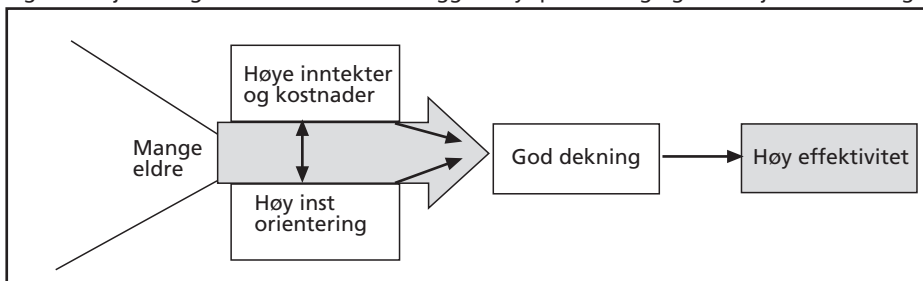 Høye inntekter
og kostnader
Mange
eldre
God dekning
Høy effektivitet
Høy inst
orientering